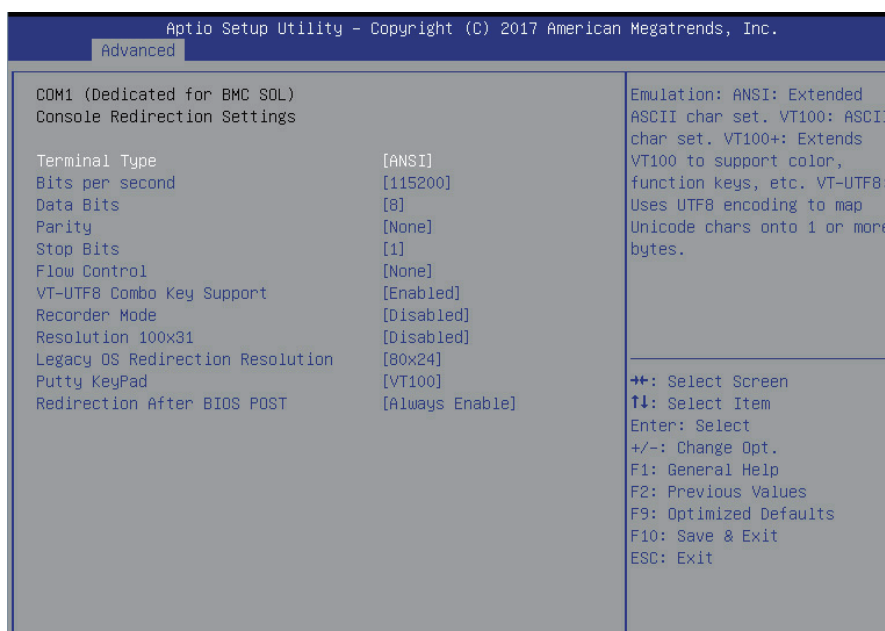 Aptio Setup Utility – Copyright (C) 2017 American Megatrends, Inc.
Advanced
COM1 (Dedicated for BMC SOL)
Console Redirection Settings
Terminal Type [ANSI]
Bits per second [115200]
Data Bits [8]
Parity [None]
Stop Bits [1]
Flow Control [None]
VT-UTF8 Combo Key Support [Enabled]
Recorder Mode [Disabled]
Resolution 100x31 [Disabled]
Legacy OS Redirection Resolution [80x24]
Putty KeyPad [VT100]
Redirection After BIOS POST [Always Enable]
Emulation: ANSI: Extended
ASCII char set. VT100: ASCII
char set. VT100+: Extends
VT100 to support color,
function keys, etc. VT-UTF8:
Uses UTF8 encoding to map
Unicode chars onto 1 or more
bytes.
→←: Select Screen
↑↓: Select Item
Enter: Select
+/-: Change Opt.
F1: General Help
F2: Previous Values
F9: Optimized Defaults
F10: Save & Exit
ESC: Exit